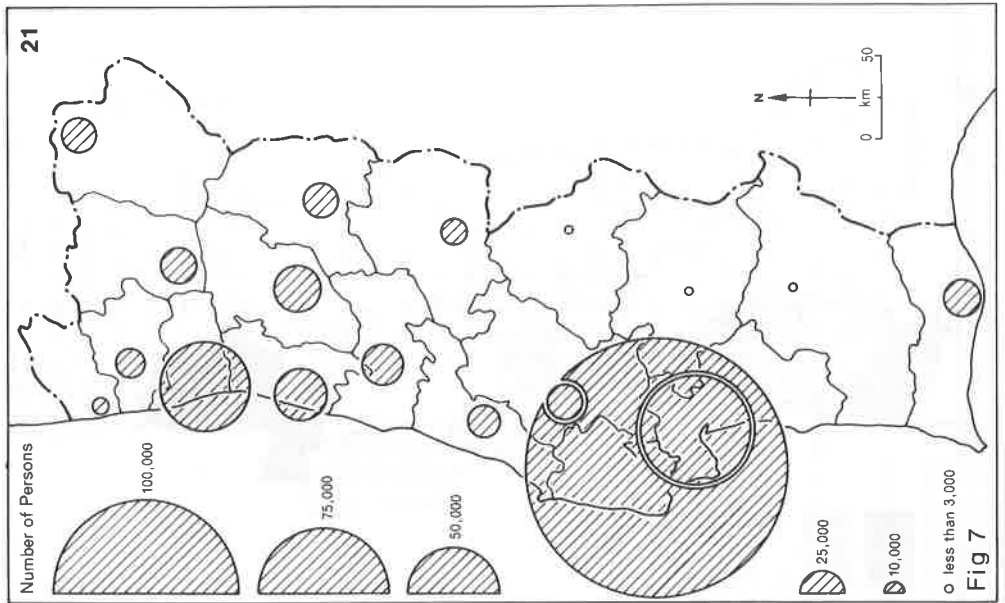 21
Number of Persons
100,000
75,000
50,000
25,000
10,000
less than 3,000
Fig 7
N
0 km 50